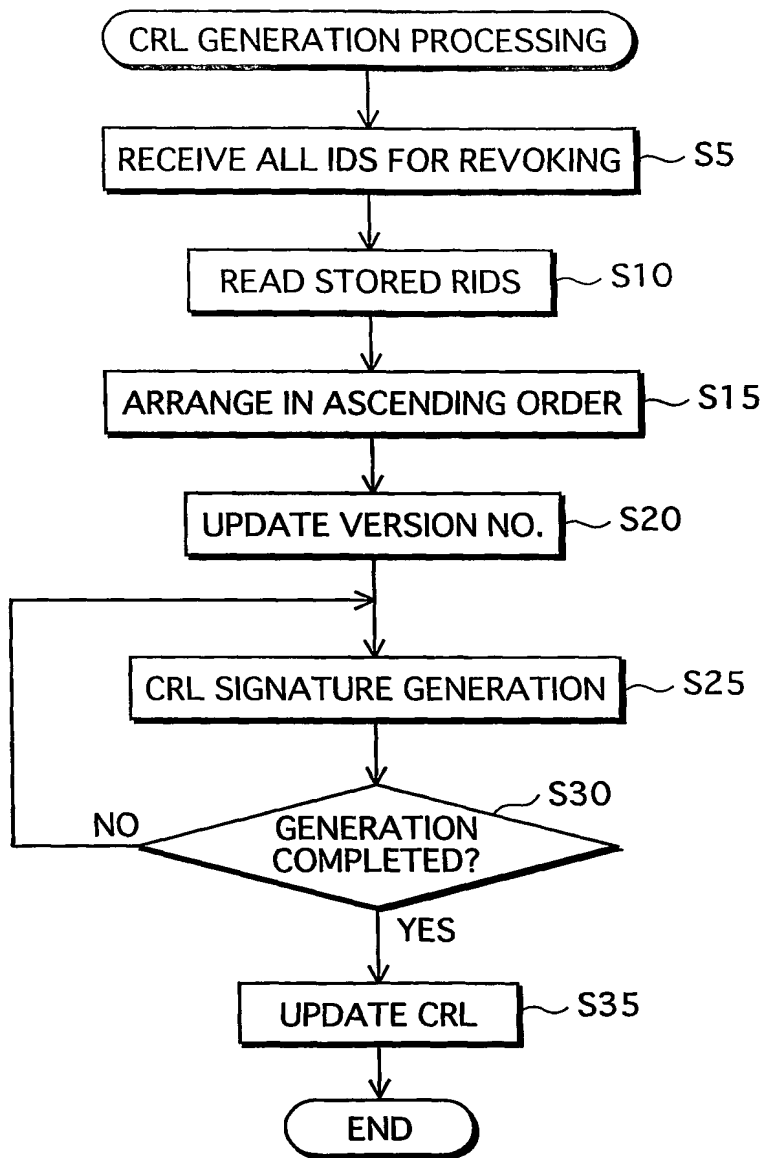 CRL GENERATION PROCESSING
RECEIVE ALL IDS FOR REVOKING
S5
READ STORED RIDS
S10
ARRANGE IN ASCENDING ORDER
S15
UPDATE VERSION NO.
S20
CRL SIGNATURE GENERATION
S25
S30
NO
GENERATION
COMPLETED?
YES
UPDATE CRL
S35
END